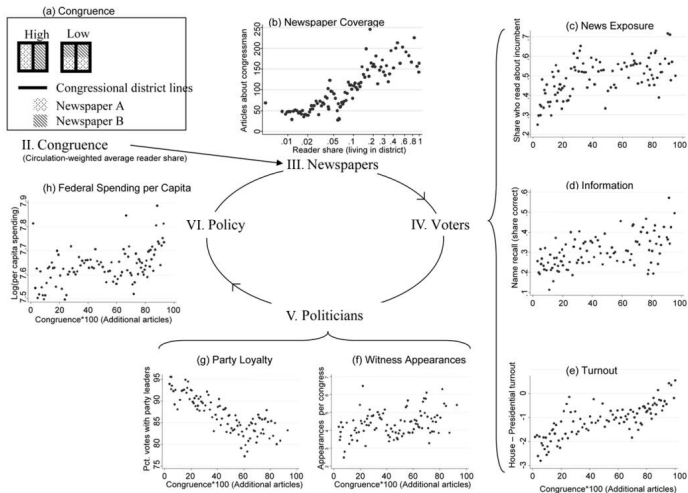 (a) Congruence
High Low
Congressional district lines
Newspaper A
Newspaper B
II. Congruence
(Circulation-weighted average reader share)
(b) Newspaper Coverage
Articles about congressman
0 50 100 150 200 250
.01 .02 .05 .1 .2 .3 .4 .6 .8 1
Reader share (living in district)
III. Newspapers
(c) News Exposure
Share who read about incumbent
.2 .3 .4 .5 .6 .7
0 20 40 60 80 100
IV. Voters
(d) Information
Name recall (share correct)
.1 .2 .3 .4 .5 .6
0 20 40 60 80 100
(e) Turnout
House – Presidential turnout
-3 -2 -1 0
0 20 40 60 80 100
Congruence*100 (Additional articles)
V. Politicians
(f) Witness Appearances
Appearances per congress
0 20 40 60 80 100
Congruence*100 (Additional articles)
(g) Party Loyalty
Pct. votes with party leaders
75 80 85 90 95
0 20 40 60 80 100
Congruence*100 (Additional articles)
VI. Policy
(h) Federal Spending per Capita
Log(per capita spending)
7.5 7.6 7.7 7.8 7.9
0 20 40 60 80 100
Congruence*100 (Additional articles)